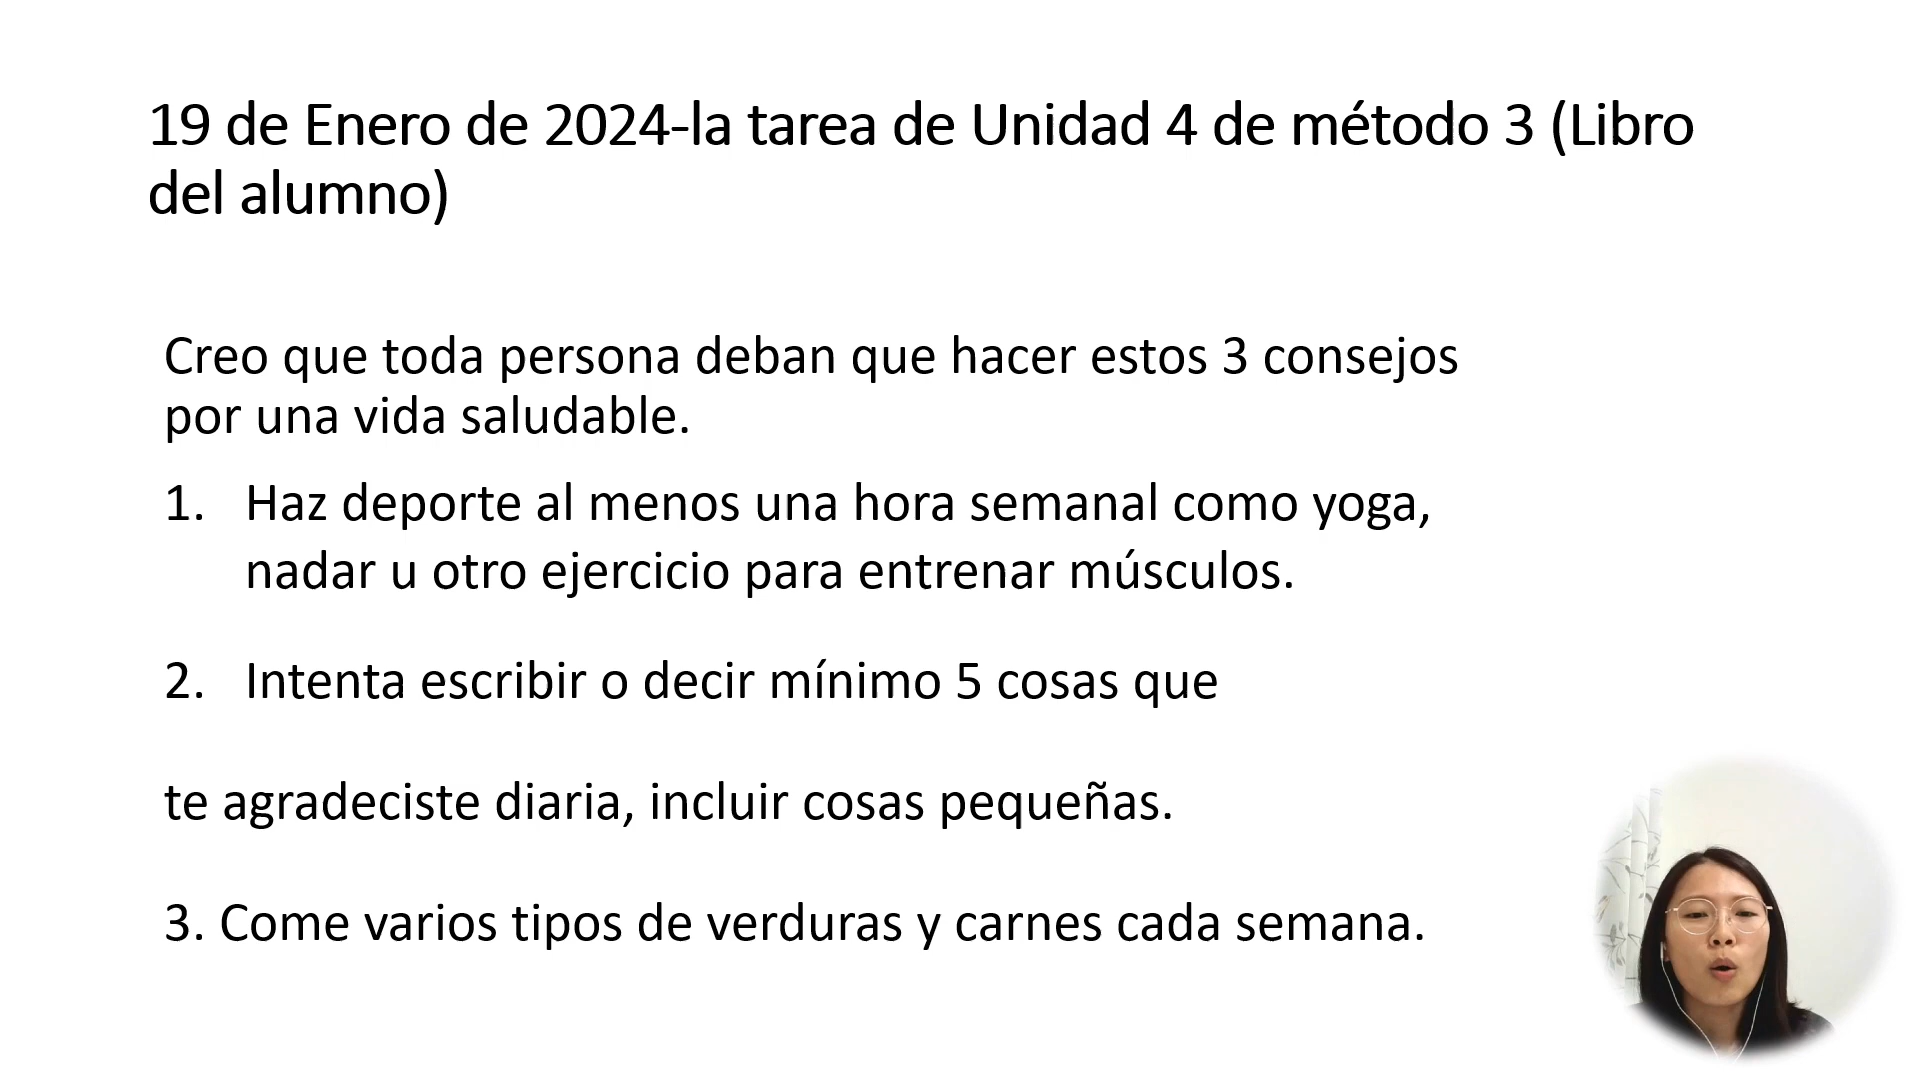 19 de Enero de 2024-la tarea de Unidad 4 de método 3 (Libro
del alumno)
Creo que toda persona deban que hacer estos 3 consejos
por una vida saludable.
1. Haz deporte al menos una hora semanal como yoga,
nadar u otro ejercicio para entrenar músculos.
2. Intenta escribir o decir mínimo 5 cosas que
te agradeciste diaria, incluir cosas pequeñas.
3. Come varios tipos de verduras y carnes cada semana.